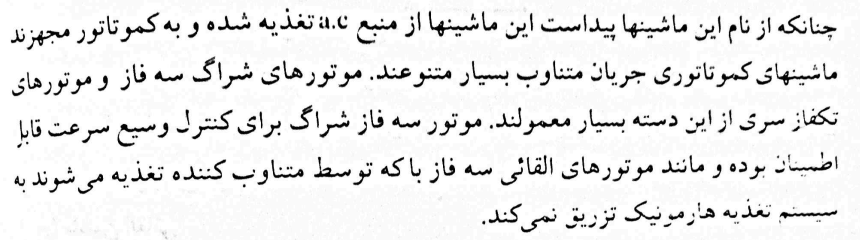 چنانکه از نام این ماشینها پیداست این ماشینها از منبع a.c تغذیه شده و به کموتاتور مجهزند
ماشینهای کموتاتوری جریان متناوب بسیار متنوعند. موتورهای شراگ سه فاز و موتورهای
تکفاز سری از این دسته بسیار معمولند. موتور سه فاز شراگ برای کنترل وسیع سرعت قابل
اطمینان بوده و مانند موتورهای القائی سه فاز با که توسط متناوب کننده تغذیه می‌شوند به
سیستم تغذیه هارمونیک تزریق نمی‌کند.